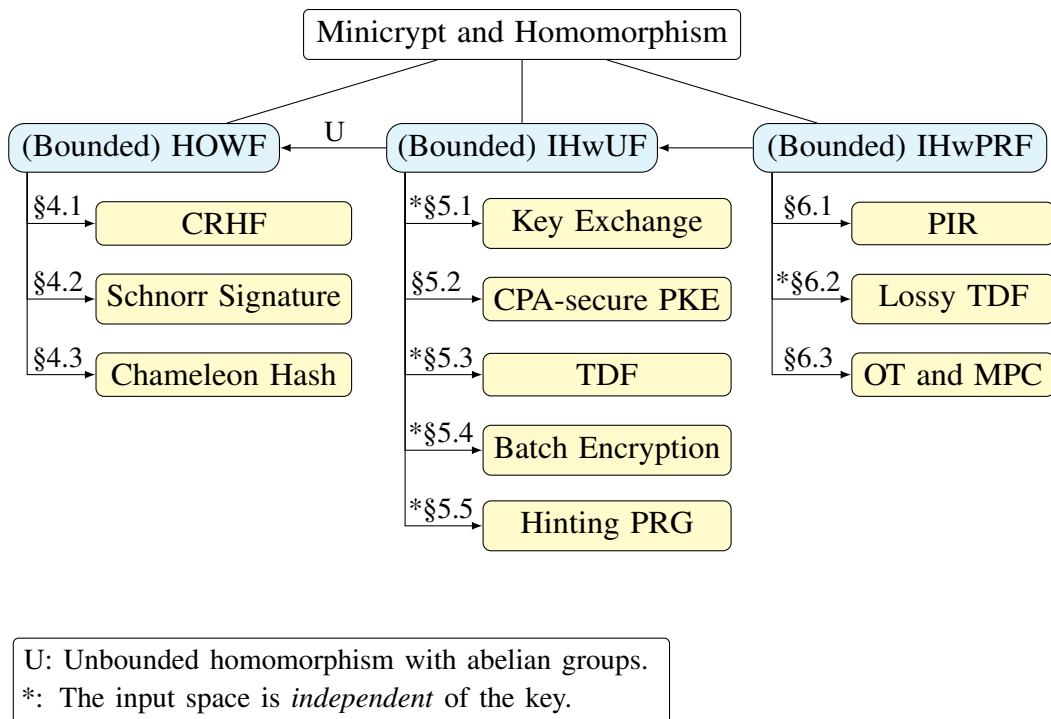 Minicrypt and Homomorphism
(Bounded) HOWF
U
(Bounded) IHwUF
(Bounded) IHwPRF
§4.1
CRHF
§4.2
Schnorr Signature
§4.3
Chameleon Hash
*§5.1
Key Exchange
§5.2
CPA-secure PKE
*§5.3
TDF
*§5.4
Batch Encryption
*§5.5
Hinting PRG
§6.1
PIR
*§6.2
Lossy TDF
§6.3
OT and MPC
U: Unbounded homomorphism with abelian groups.
*: The input space is independent of the key.